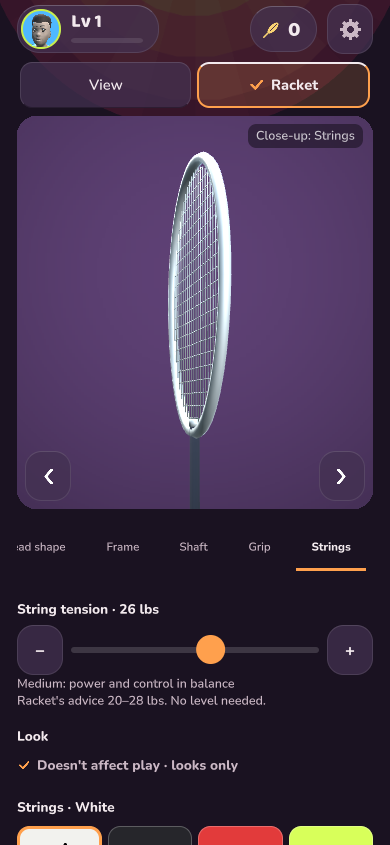 Lv 1
0
View
Racket
Close-up: Strings
ead shape
Frame
Shaft
Grip
Strings
String tension · 26 lbs
−
+
Medium: power and control in balance
Racket's advice 20–28 lbs. No level needed.
Look
Doesn't affect play · looks only
Strings · White